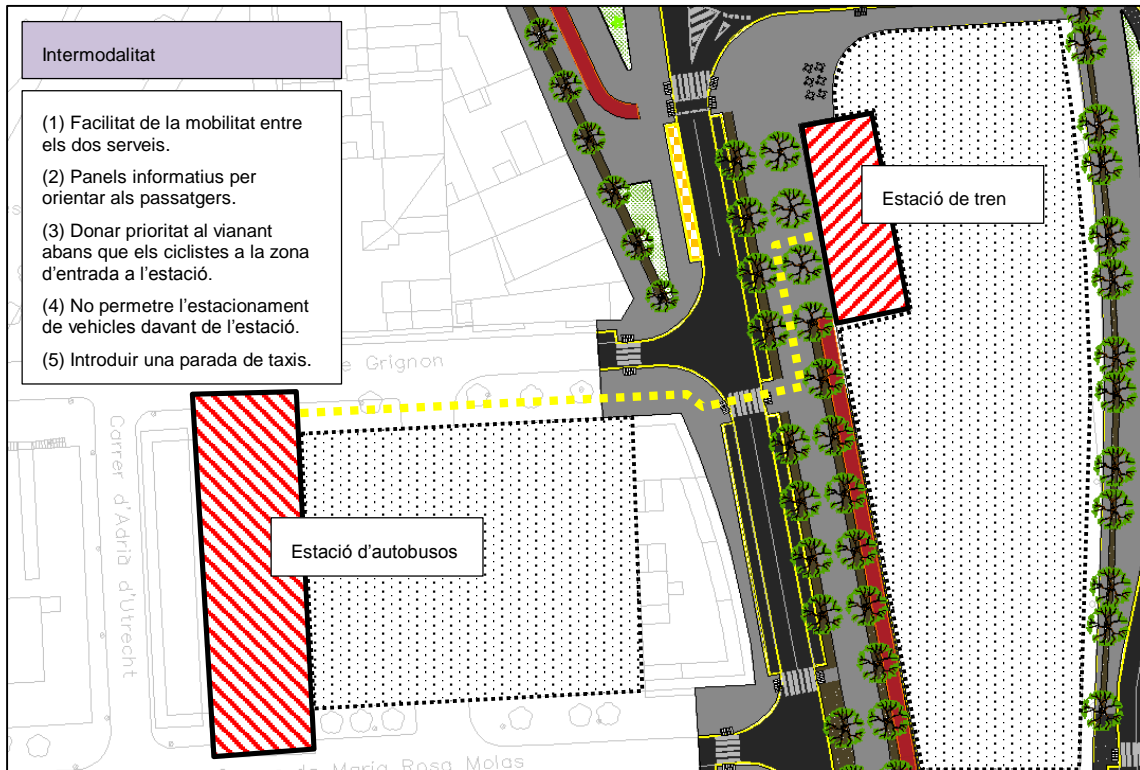 Intermodalitat
(1) Facilitat de la mobilitat entre
els dos serveis.
(2) Panels informatius per
orientar als passatgers.
(3) Donar prioritat al vianant
abans que els ciclistes a la zona
d'entrada a l'estació.
(4) No permetre l'estacionament
de vehicles davant de l'estació.
(5) Introduir una parada de taxis.
Estació de tren
e Grignon
Carrer d'Adrià d'Utrecht
Estació d'autobusos
de Maria Rosa Molas